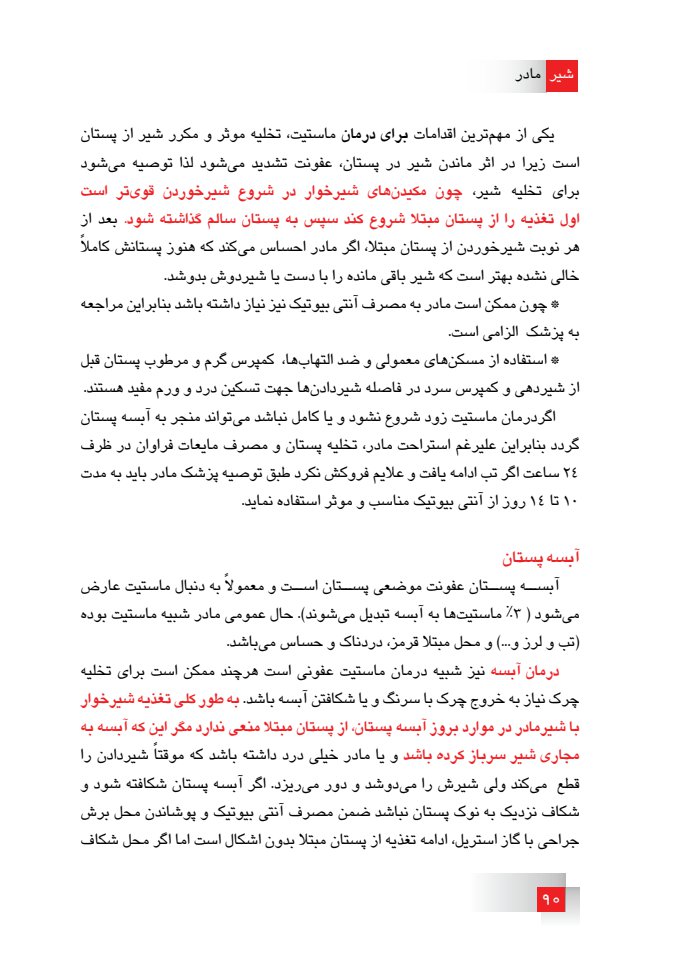 شیر مادر
یکی از مهم‌ترین اقدامات برای درمان ماستیت، تخلیه موثر و مکرر شیر از پستان
است زیرا در اثر ماندن شیر در پستان، عفونت تشدید می‌شود لذا توصیه می‌شود
برای تخلیه شیر، چون مکیدن‌های شیرخوار در شروع شیرخوردن قوی‌تر است
اول تغذیه را از پستان مبتلا شروع کند سپس به پستان سالم گذاشته شود. بعد از
هر نوبت شیرخوردن از پستان مبتلا، اگر مادر احساس می‌کند که هنوز پستانش کاملاً
خالی نشده بهتر است که شیر باقی مانده را با دست یا شیردوش بدوشد.
* چون ممکن است مادر به مصرف آنتی بیوتیک نیز نیاز داشته باشد بنابراین مراجعه
به پزشک الزامی است.
* استفاده از مسکن‌های معمولی و ضد التهاب‌ها، کمپرس گرم و مرطوب پستان قبل
از شیردهی و کمپرس سرد در فاصله شیردادن‌ها جهت تسکین درد و ورم مفید هستند.
اگردرمان ماستیت زود شروع نشود و یا کامل نباشد می‌تواند منجر به آبسه پستان
گردد بنابراین علیرغم استراحت مادر، تخلیه پستان و مصرف مایعات فراوان در ظرف
۲٤ ساعت اگر تب ادامه یافت و علایم فروکش نکرد طبق توصیه پزشک مادر باید به مدت
۱۰ تا ۱٤ روز از آنتی بیوتیک مناسب و موثر استفاده نماید.
آبسه پستان
آبســـه پســـتان عفونت موضعی پســـتان اســـت و معمولاً به دنبال ماستیت عارض
می‌شود ( ۳٪ ماستیت‌ها به آبسه تبدیل می‌شوند). حال عمومی مادر شبیه ماستیت بوده
(تب و لرز و...) و محل مبتلا قرمز، دردناک و حساس می‌باشد.
درمان آبسه نیز شبیه درمان ماستیت عفونی است هرچند ممکن است برای تخلیه
چرک نیاز به خروج چرک با سرنگ و یا شکافتن آبسه باشد. به طور کلی تغذیه شیرخوار
با شیرمادر در موارد بروز آبسه پستان، از پستان مبتلا منعی ندارد مگر این که آبسه به
مجاری شیر سرباز کرده باشد و یا مادر خیلی درد داشته باشد که موقتاً شیردادن را
قطع می‌کند ولی شیرش را می‌دوشد و دور می‌ریزد. اگر آبسه پستان شکافته شود و
شکاف نزدیک به نوک پستان نباشد ضمن مصرف آنتی بیوتیک و پوشاندن محل برش
جراحی با گاز استریل، ادامه تغذیه از پستان مبتلا بدون اشکال است اما اگر محل شکاف
۹۰